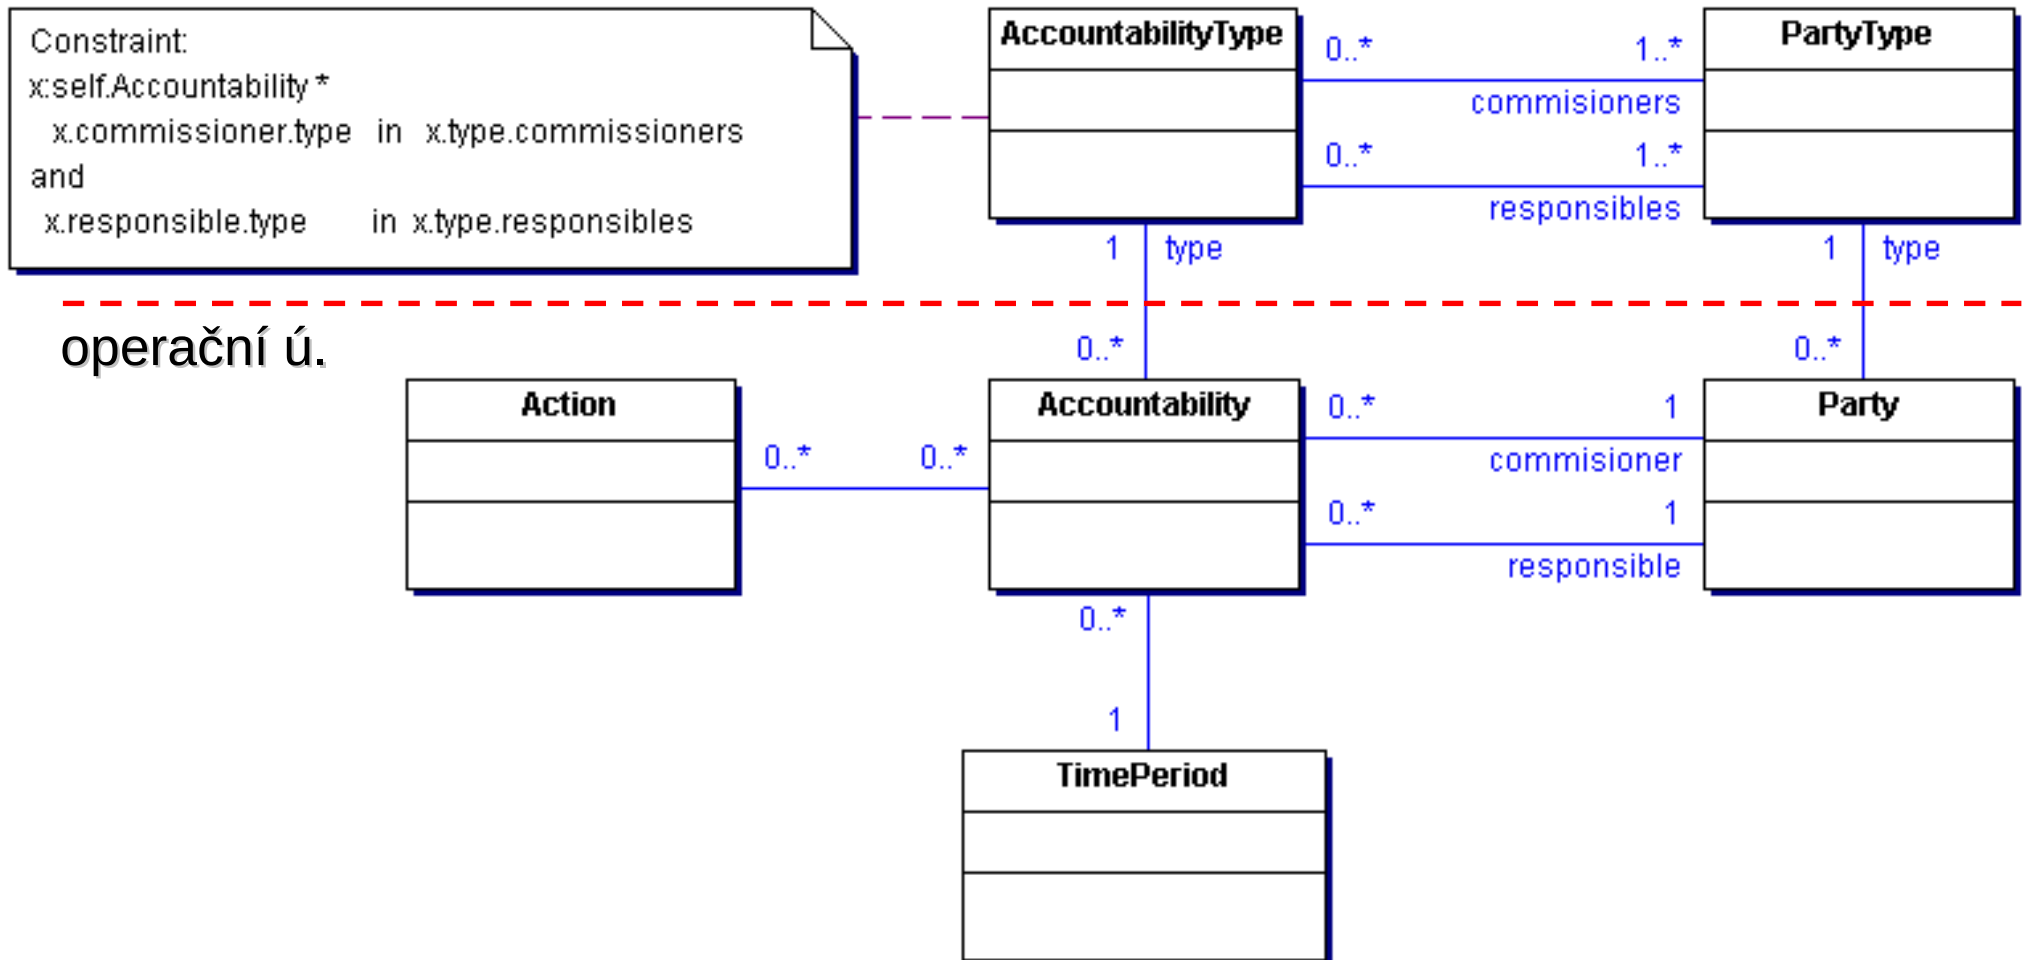 Constraint:
x:self.Accountability *
x.commissioner.type in x.type.commissioners
and
x.responsible.type in x.type.responsibles
AccountabilityType
PartyType
0..* 1..*
commisioners
0..* 1..*
responsibles
1 type
1 type
operační ú.
0..*
0..*
Action
Accountability
Party
0..* 0..*
0..* 1
commisioner
0..* 1
responsible
0..*
1
TimePeriod